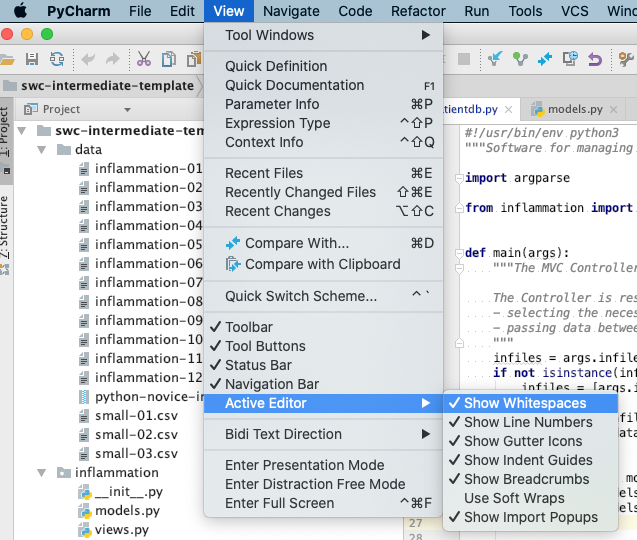 PyCharm File Edit View Navigate Code Refactor Run Tools VCS
swc-intermediate-template
Project
1: Project
Z: Structure
swc-intermediate-tem
data
inflammation-01
inflammation-02
inflammation-03
inflammation-04
inflammation-05
inflammation-06
inflammation-07
inflammation-08
inflammation-09
inflammation-10
inflammation-11
inflammation-12
python-novice-in
small-01.csv
small-02.csv
small-03.csv
inflammation
__init__.py
models.py
views.py
Tool Windows
Quick Definition
Quick Documentation F1
Parameter Info ⌘P
Expression Type ^⇧P
Context Info ^⇧Q
Recent Files ⌘E
Recently Changed Files ⇧⌘E
Recent Changes ⌥⇧C
Compare With... ⌘D
Compare with Clipboard
Quick Switch Scheme... ^`
✓ Toolbar
✓ Tool Buttons
✓ Status Bar
✓ Navigation Bar
Active Editor
Bidi Text Direction
Enter Presentation Mode
Enter Distraction Free Mode
Enter Full Screen ^⌘F
✓ Show Whitespaces
✓ Show Line Numbers
✓ Show Gutter Icons
✓ Show Indent Guides
✓ Show Breadcrumbs
Use Soft Wraps
✓ Show Import Popups
tientdb.py models.py
#!/usr/bin/env python3
"""Software for managing
import argparse
from inflammation import
def main(args):
"""The MVC Controller
The Controller is res
- selecting the neces
- passing data betwee
"""
infiles = args.infile
if not isinstance(inf
infiles = [args.i
27